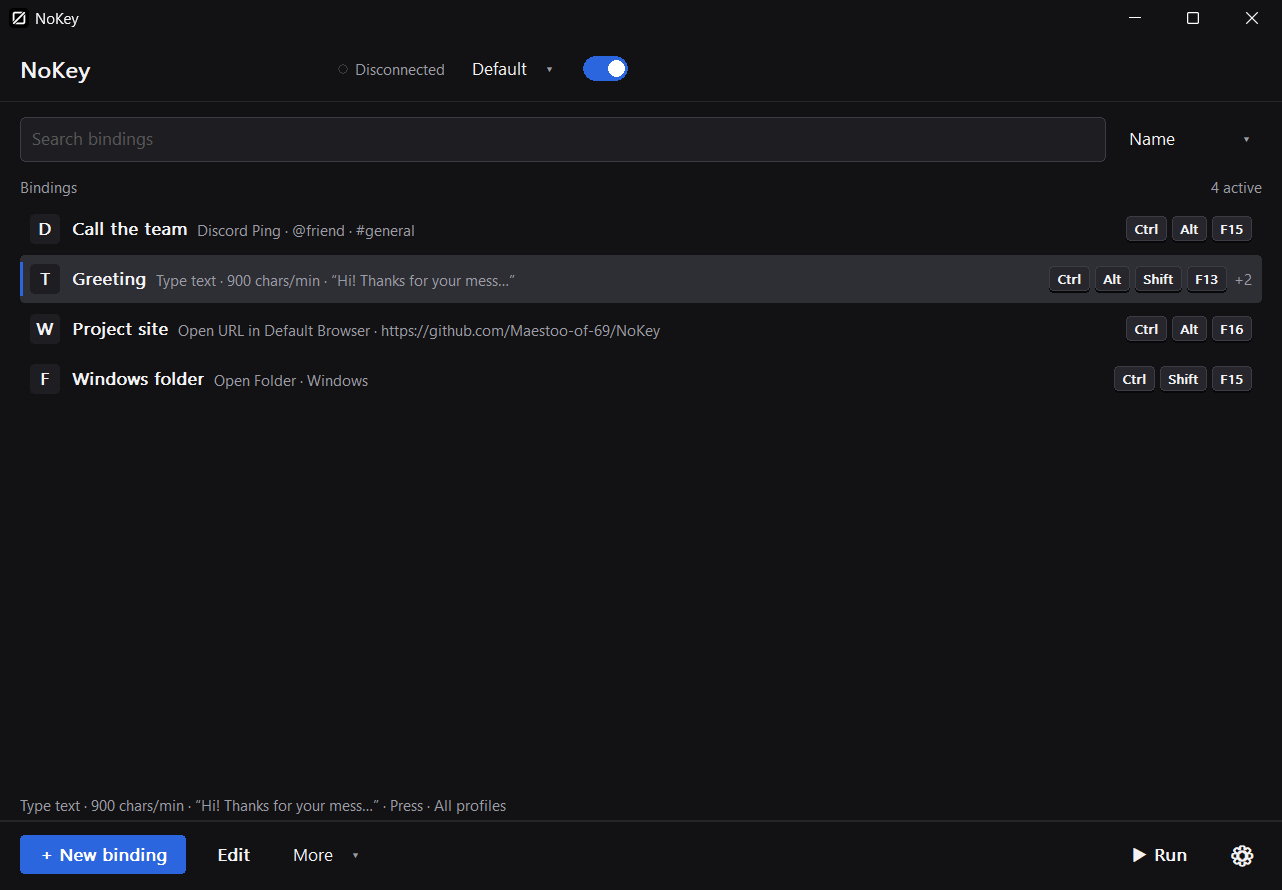 NoKey
NoKey
Disconnected Default
Search bindings Name
Bindings 4 active
D Call the team Discord Ping · @friend · #general Ctrl Alt F15
T Greeting Type text · 900 chars/min · “Hi! Thanks for your mess…” Ctrl Alt Shift F13 +2
W Project site Open URL in Default Browser · https://github.com/Maestoo-of-69/NoKey Ctrl Alt F16
F Windows folder Open Folder · Windows Ctrl Shift F15
Type text · 900 chars/min · “Hi! Thanks for your mess…” · Press · All profiles
+ New binding Edit More Run